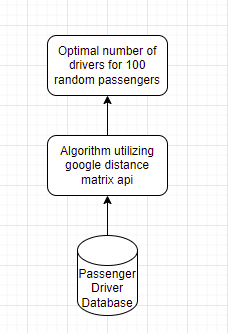 Optimal number of
drivers for 100
random passengers
Algorithm utilizing
google distance
matrix api
Passenger
Driver
Database